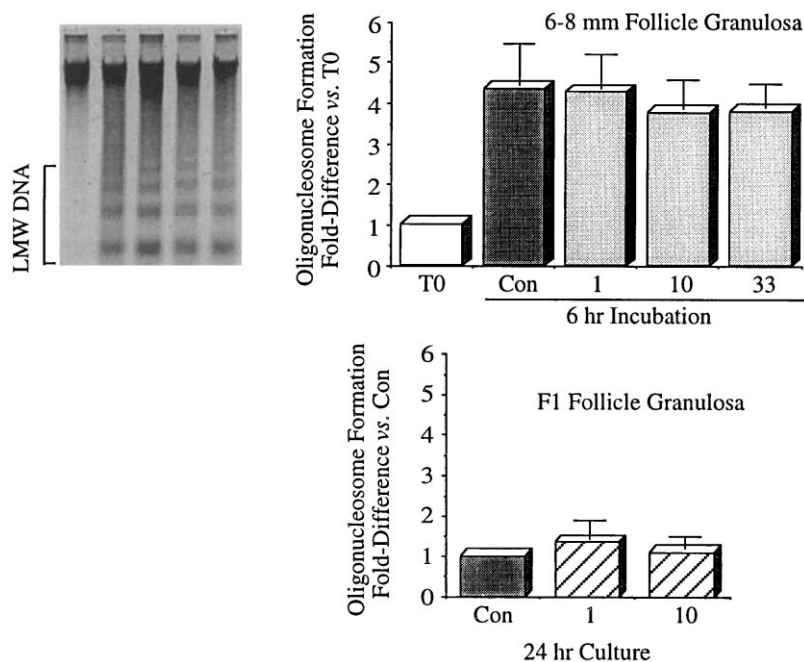 LMW DNA
Oligonucleosome Formation
Fold-Difference vs. T0
6-8 mm Follicle Granulosa
6
5
4
3
2
1
0
T0 Con 1 10 33
6 hr Incubation
Oligonucleosome Formation
Fold-Difference vs. Con
F1 Follicle Granulosa
6
5
4
3
2
1
0
Con 1 10
24 hr Culture